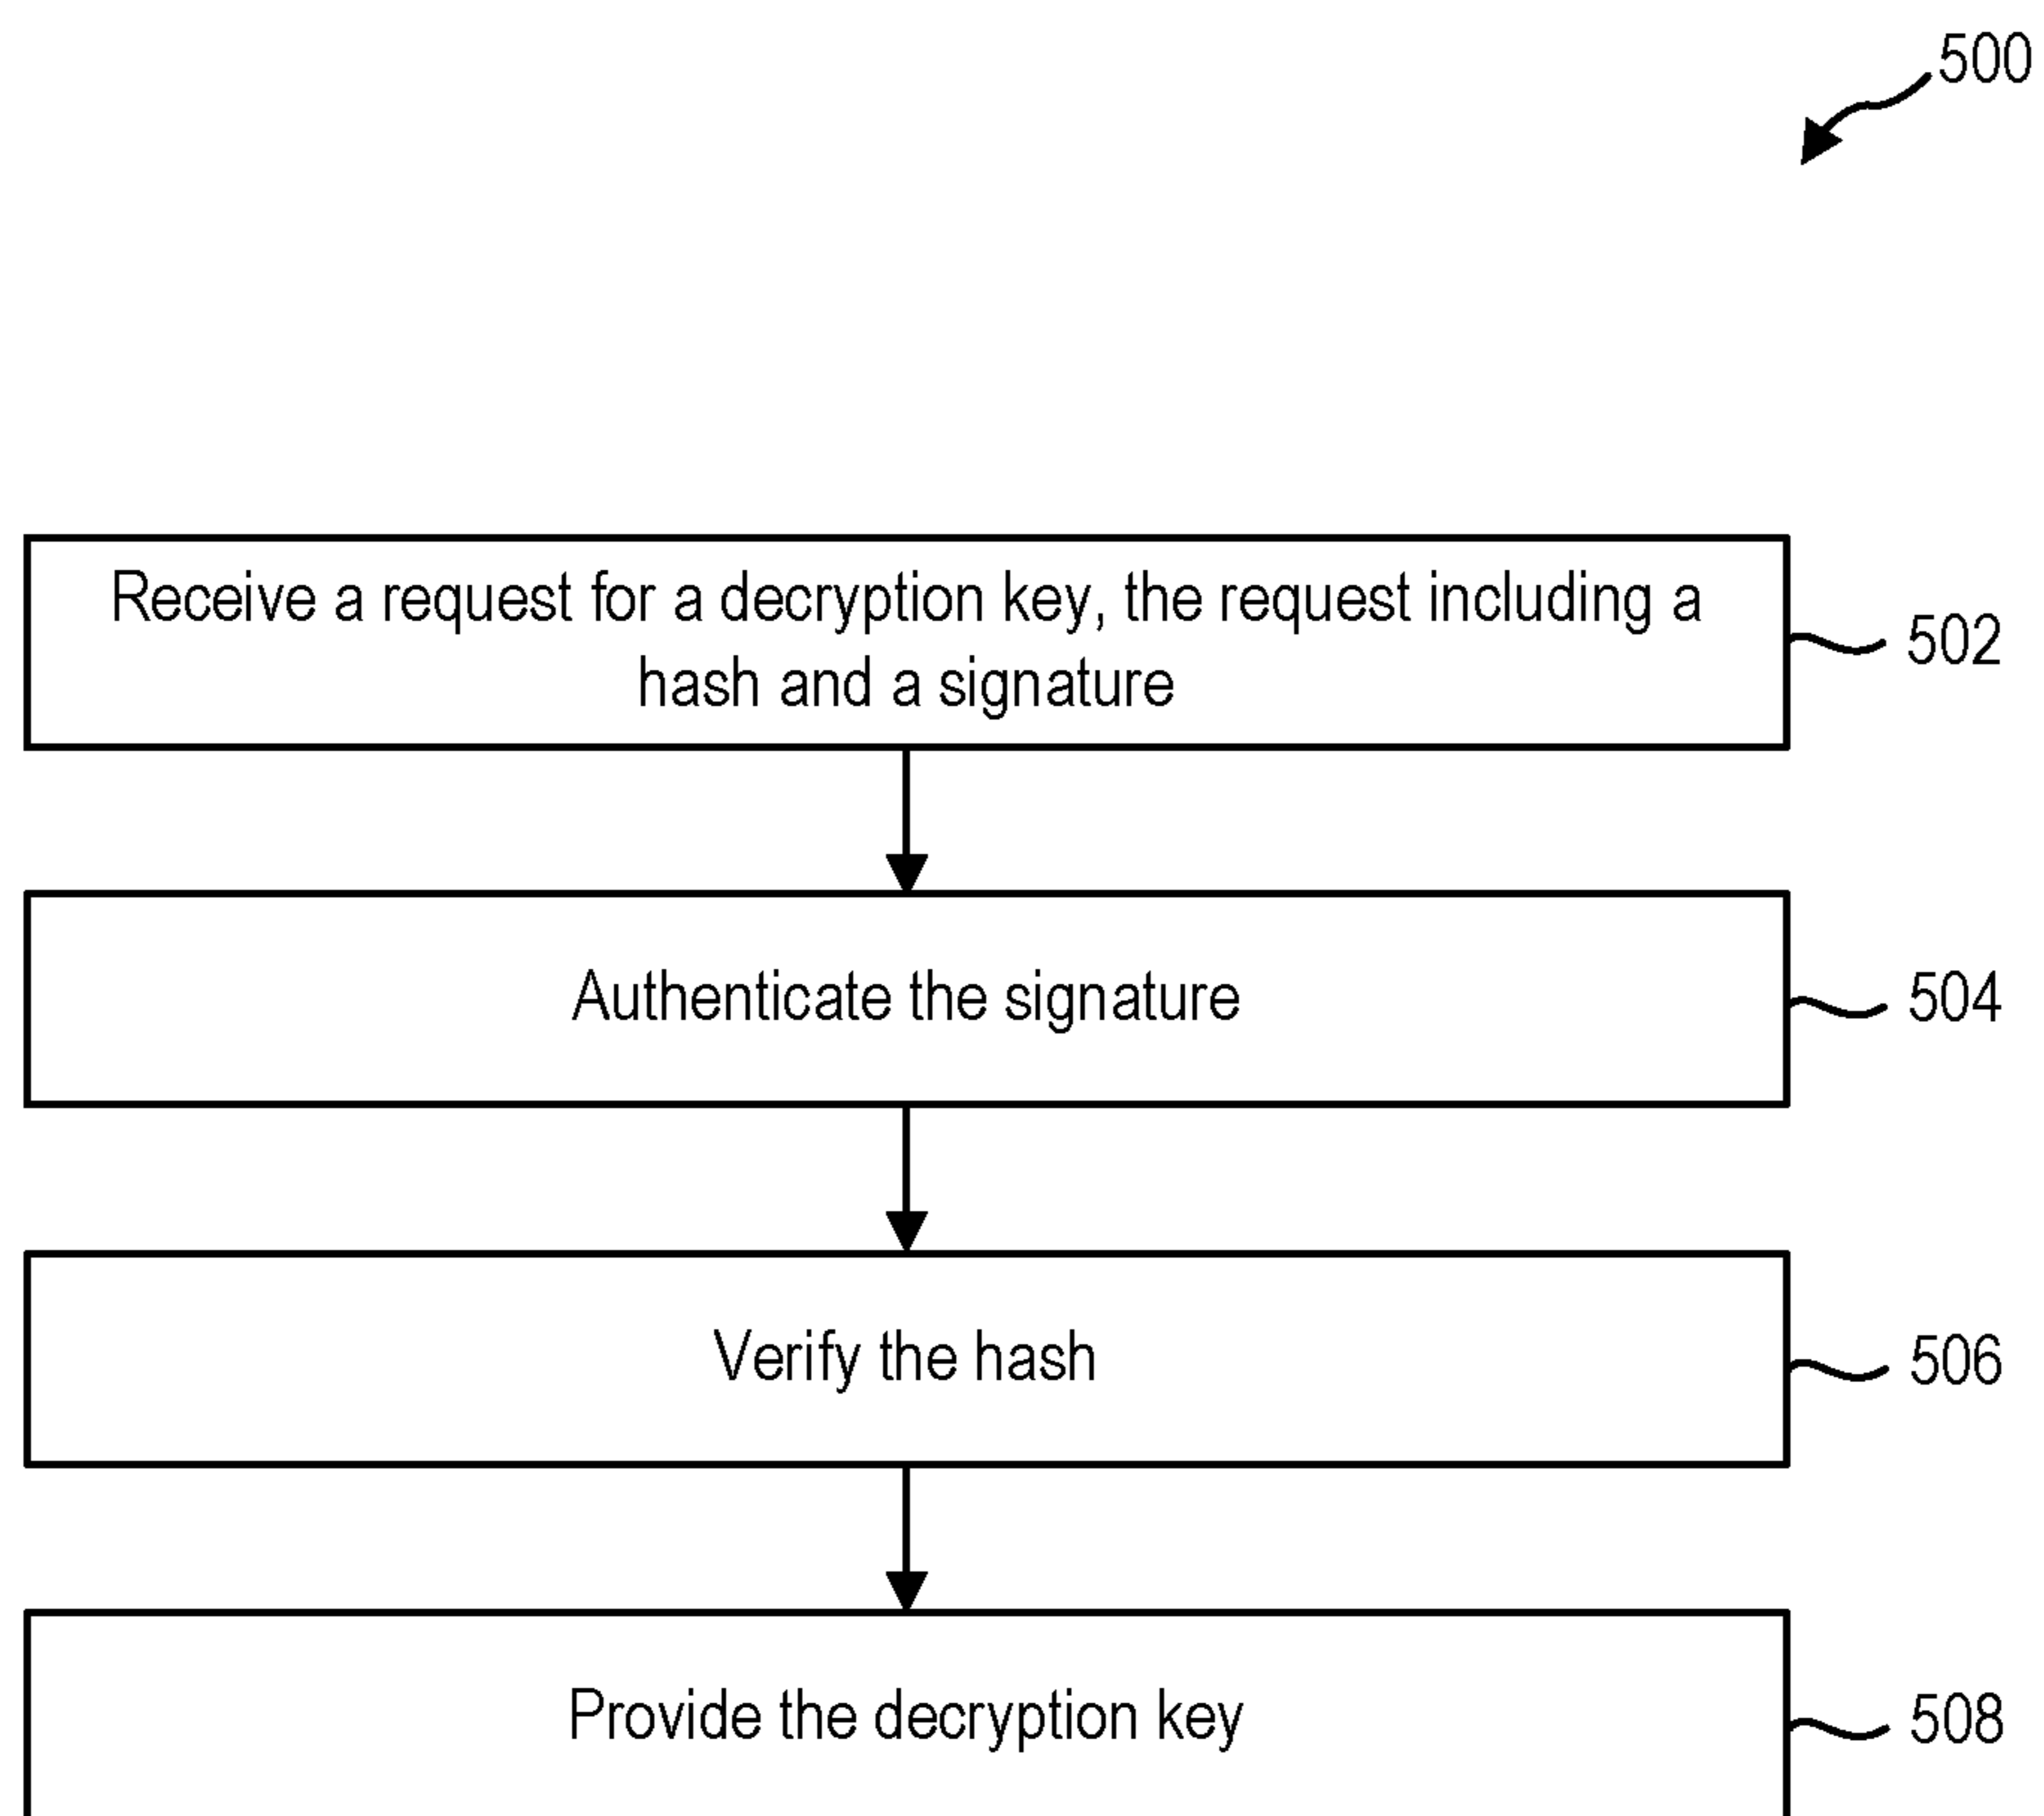 500
Receive a request for a decryption key, the request including a
hash and a signature
502
Authenticate the signature
504
Verify the hash
506
Provide the decryption key
508